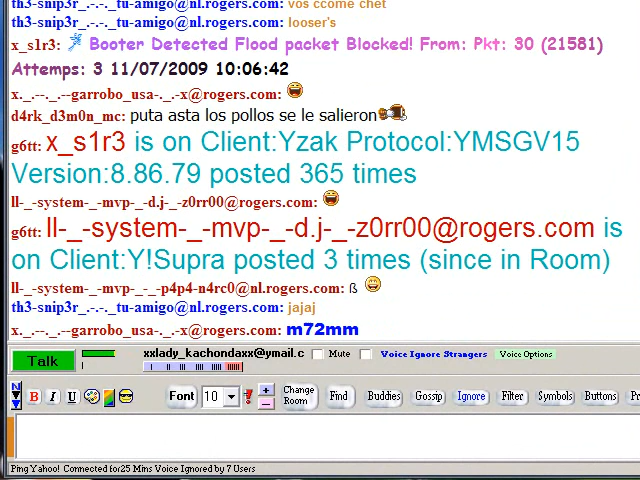 th3-snip3r_.-._-_tu-amigo@nl.rogers.com: vos ccome chet
th3-snip3r_.-._-_tu-amigo@nl.rogers.com: looser's
x_s1r3: Booter Detected Flood packet Blocked! From: Pkt: 30 (21581)
Attemps: 3 11/07/2009 10:06:42
x._.--._.--garrobo_usa-._.-x@rogers.com:
d4rk_d3m0n_mc: puta asta los pollos se le salieron
g6tt: x_s1r3 is on Client:Yzak Protocol:YMSGV15
Version:8.86.79 posted 365 times
ll-_-system-_-mvp-_-d.j-_-z0rr00@rogers.com:
g6tt: ll-_-system-_-mvp-_-d.j-_-z0rr00@rogers.com is
on Client:Y!Supra posted 3 times (since in Room)
ll-_-system-_-mvp-_-_-p4p4-n4rc0@nl.rogers.com: ß
th3-snip3r_.-._-_tu-amigo@nl.rogers.com: jajaj
x._.--._.--garrobo_usa-._.-x@rogers.com: m72mm
Talk xxlady_kachondaxx@ymail.c Mute Voice Ignore Strangers Voice Options
N B I U Font 10 + - Change Room Find Buddies Gossip Ignore Filter Symbols Buttons Pr
Ping Yahoo! Connected for25 Mins Voice Ignored by 7 Users